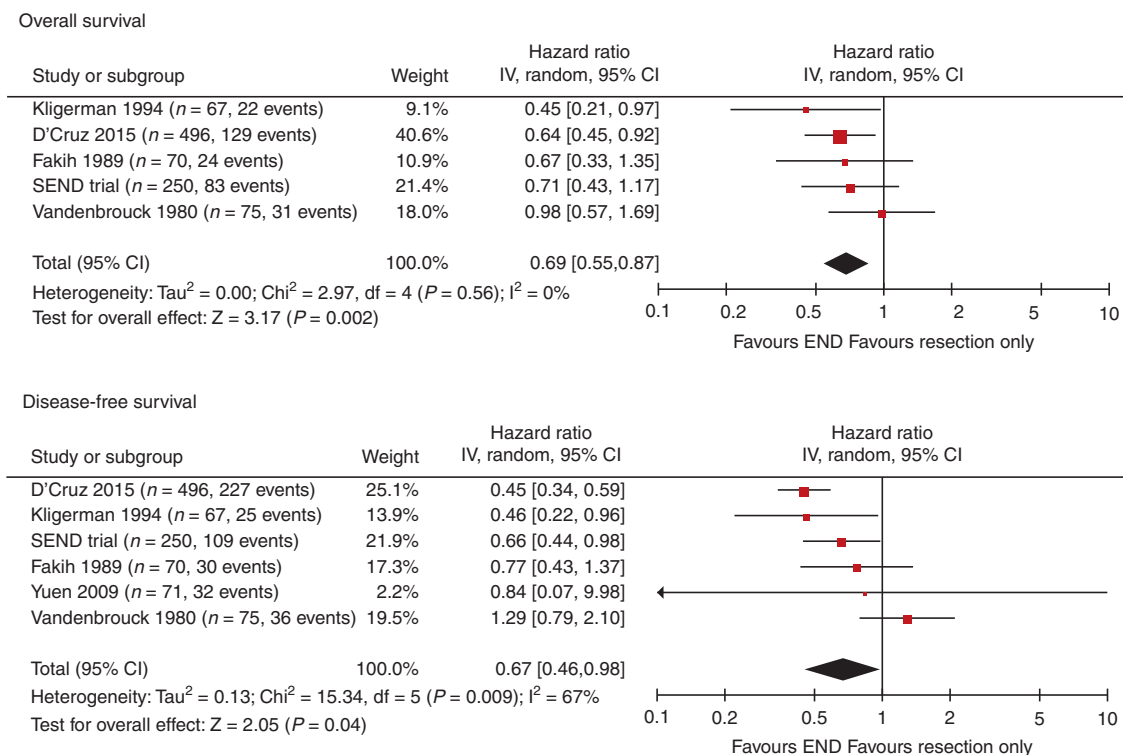 Overall survival
Hazard ratio Hazard ratio
Study or subgroup Weight IV, random, 95% CI IV, random, 95% CI
Kligerman 1994 (n = 67, 22 events) 9.1% 0.45 [0.21, 0.97]
D'Cruz 2015 (n = 496, 129 events) 40.6% 0.64 [0.45, 0.92]
Fakih 1989 (n = 70, 24 events) 10.9% 0.67 [0.33, 1.35]
SEND trial (n = 250, 83 events) 21.4% 0.71 [0.43, 1.17]
Vandenbrouck 1980 (n = 75, 31 events) 18.0% 0.98 [0.57, 1.69]
Total (95% CI) 100.0% 0.69 [0.55,0.87]
Heterogeneity: Tau² = 0.00; Chi² = 2.97, df = 4 (P = 0.56); I² = 0%
Test for overall effect: Z = 3.17 (P = 0.002)
0.1 0.2 0.5 1 2 5 10
Favours END Favours resection only
Disease-free survival
Hazard ratio Hazard ratio
Study or subgroup Weight IV, random, 95% CI IV, random, 95% CI
D'Cruz 2015 (n = 496, 227 events) 25.1% 0.45 [0.34, 0.59]
Kligerman 1994 (n = 67, 25 events) 13.9% 0.46 [0.22, 0.96]
SEND trial (n = 250, 109 events) 21.9% 0.66 [0.44, 0.98]
Fakih 1989 (n = 70, 30 events) 17.3% 0.77 [0.43, 1.37]
Yuen 2009 (n = 71, 32 events) 2.2% 0.84 [0.07, 9.98]
Vandenbrouck 1980 (n = 75, 36 events) 19.5% 1.29 [0.79, 2.10]
Total (95% CI) 100.0% 0.67 [0.46,0.98]
Heterogeneity: Tau² = 0.13; Chi² = 15.34, df = 5 (P = 0.009); I² = 67%
Test for overall effect: Z = 2.05 (P = 0.04)
0.1 0.2 0.5 1 2 5 10
Favours END Favours resection only